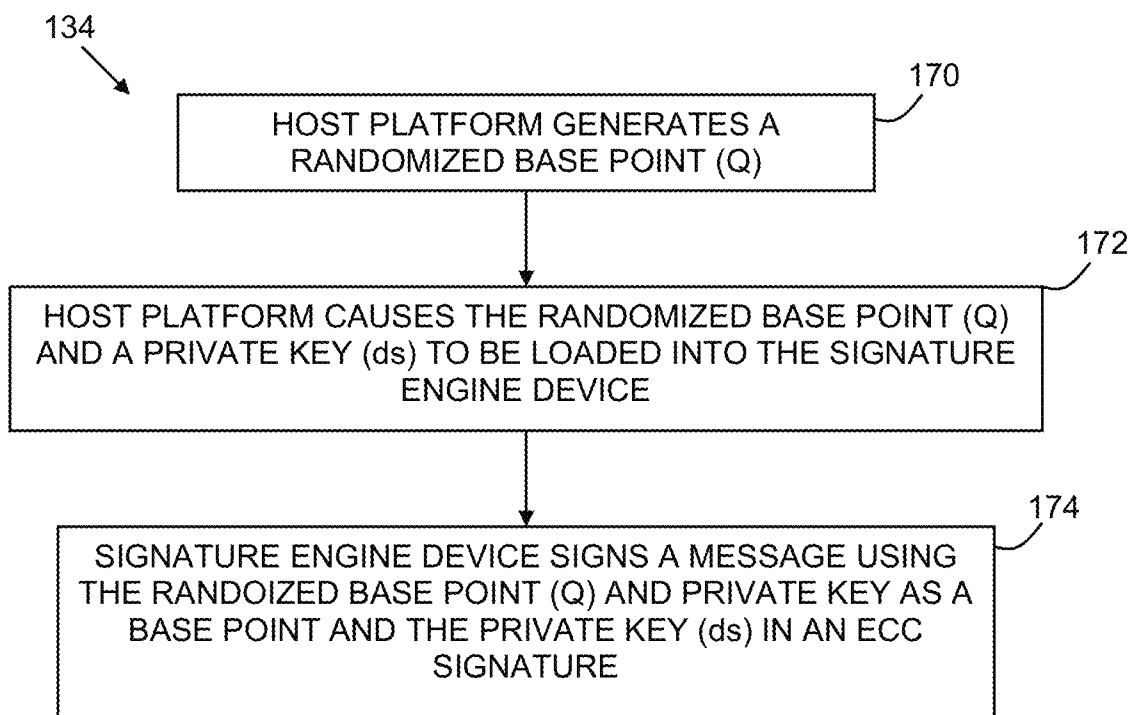 134
170
HOST PLATFORM GENERATES A
RANDOMIZED BASE POINT (Q)
172
HOST PLATFORM CAUSES THE RANDOMIZED BASE POINT (Q)
AND A PRIVATE KEY (ds) TO BE LOADED INTO THE SIGNATURE
ENGINE DEVICE
174
SIGNATURE ENGINE DEVICE SIGNS A MESSAGE USING
THE RANDOIZED BASE POINT (Q) AND PRIVATE KEY AS A
BASE POINT AND THE PRIVATE KEY (ds) IN AN ECC
SIGNATURE